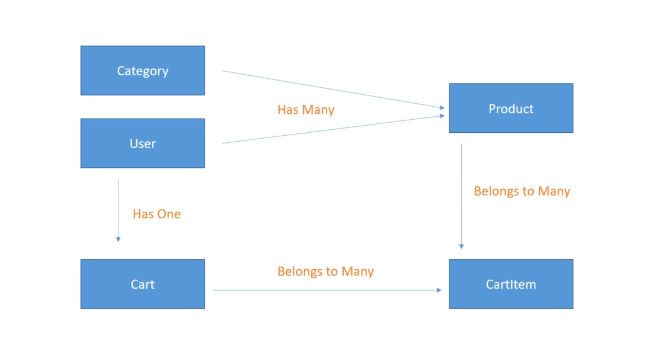 Category
Has Many
Product
User
Belongs to Many
Has One
Belongs to Many
Cart
CartItem